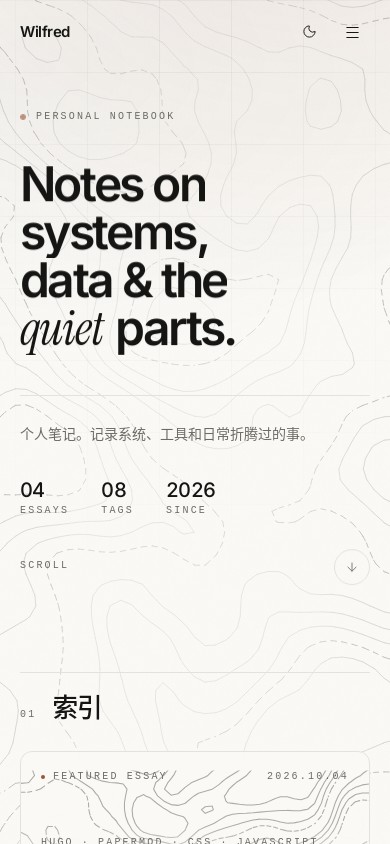 Wilfred
PERSONAL NOTEBOOK
Notes on
systems,
data & the
quiet parts.
个人笔记。记录系统、工具和日常折腾过的事。
04 08 2026
ESSAYS TAGS SINCE
SCROLL
01 索引
FEATURED ESSAY 2026.10.04
HUGO · PAPERMOD · CSS · JAVASCRIPT